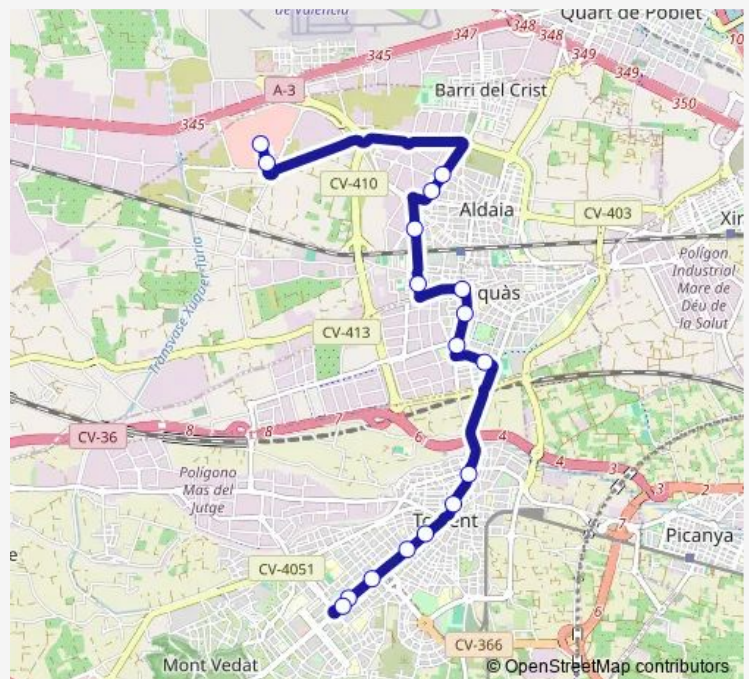 de València
Quart de Poblet
345
347
348
348
349
349
350
10
A-3
Barri del Crist
345
CV-410
Aldaia
CV-403
Xir
Transvase Xúquer-Túria
Polígon
Industrial
Mare de
Déu de
la Salut
quàs
CV-413
CV-36
8
8
7
6
4
4
3
3
2
Polígono
Mas del
Jutge
Torrent
7
Picanya
e
CV-4051
6
CV-366
Mont Vedat
© OpenStreetMap contributors